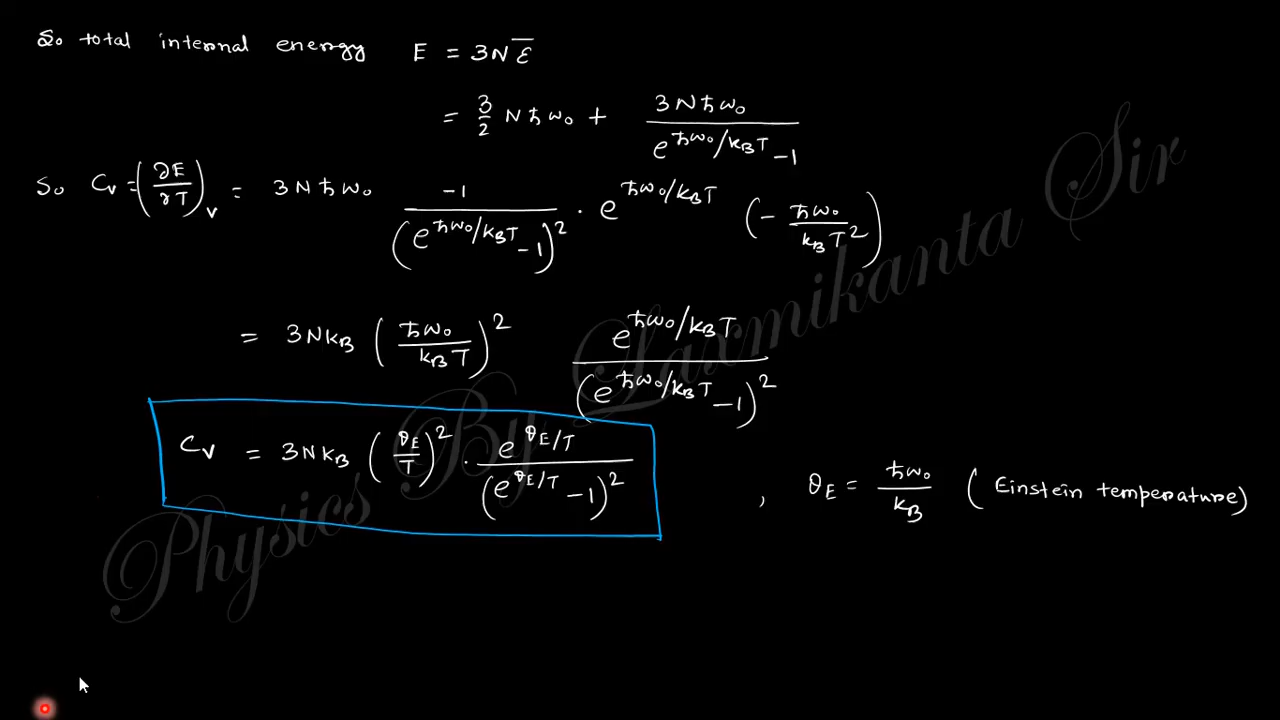 So total internal energy E = 3Nε̅
= 3/2 Nħω₀ + 3Nħω₀ / (e^(ħω₀/k_BT) - 1)
So C_V = (∂E/∂T)_V = 3Nħω₀ -1 / (e^(ħω₀/k_BT) - 1)² · e^(ħω₀/k_BT) (- ħω₀ / k_BT²)
= 3Nk_B (ħω₀ / k_BT)² e^(ħω₀/k_BT) / (e^(ħω₀/k_BT) - 1)²
C_V = 3Nk_B (θ_E/T)² · e^(θ_E/T) / (e^(θ_E/T) - 1)² , θ_E = ħω₀ / k_B (Einstein temperature)
Physics By Laxmikanta Sir